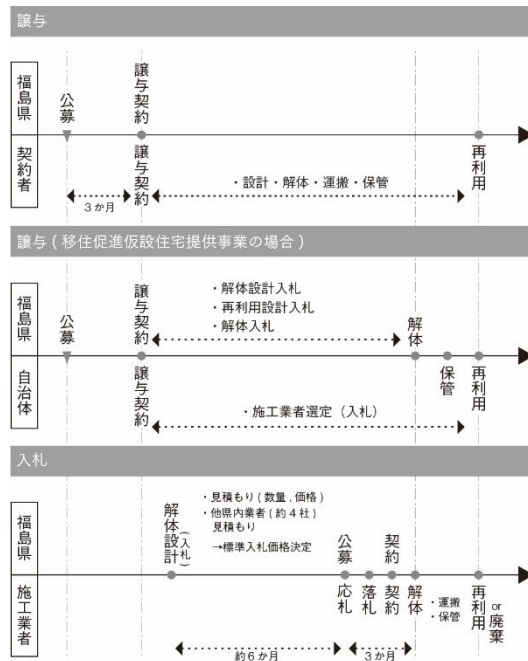 譲与
福島県
契約者
公募
譲与契約
譲与契約
3か月
・設計・解体・運搬・保管
再利用
譲与(移住促進仮設住宅提供事業の場合)
福島県
自治体
公募
譲与契約
譲与契約
・解体設計入札
・再利用設計入札
・解体入札
解体
保管
再利用
・施工業者選定(入札)
入札
福島県
施工業者
解体設計(入札)
・見積もり(数量,価格)
・他県内業者(約4社)
見積もり
→標準入札価格決定
公募
応札
落札
契約
契約
解体
・運搬
・保管
再利用
or廃棄
約6か月
3か月